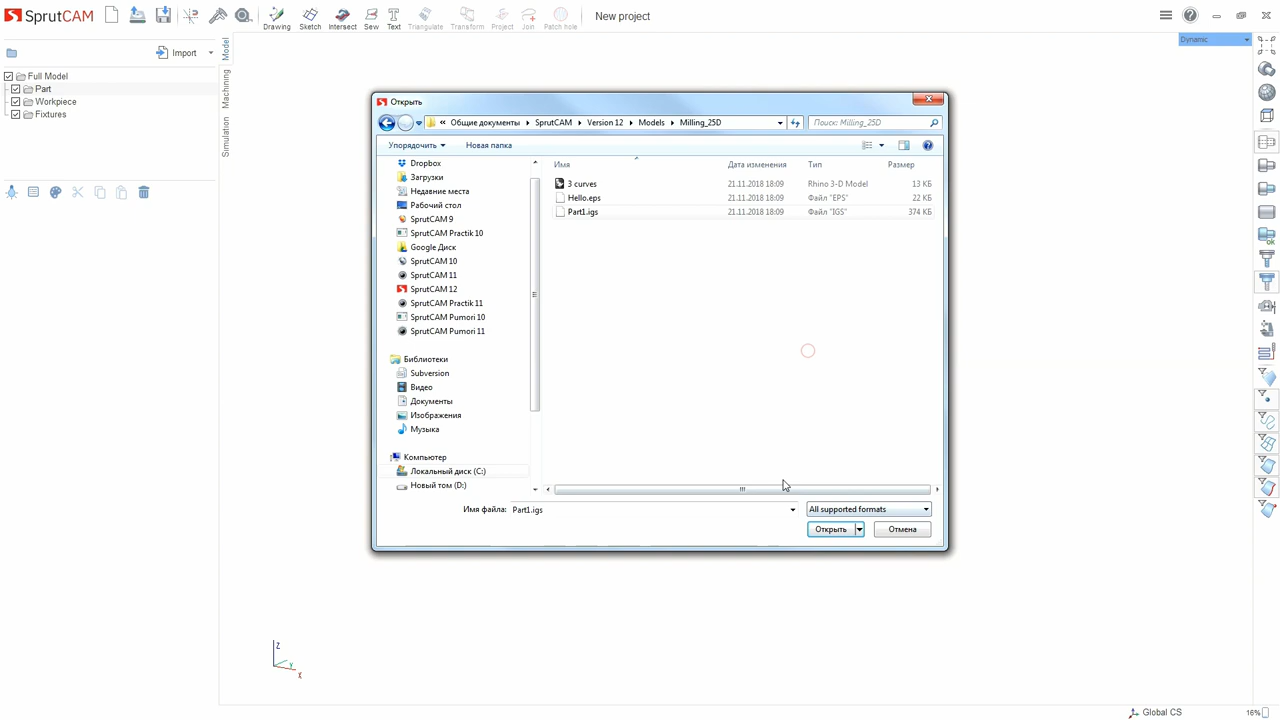 SprutCAM
Drawing Sketch Intersect Sew Text Triangulate Transform Project Join Patch hole
New project
Import
Model
Machining
Simulation
Full Model
Part
Workpiece
Fixtures
Dynamic
Открыть
« Общие документы SprutCAM Version 12 Models Milling_25D
Поиск: Milling_25D
Упорядочить Новая папка
Dropbox
Загрузки
Недавние места
Рабочий стол
SprutCAM 9
SprutCAM Practik 10
Google Диск
SprutCAM 10
SprutCAM 11
SprutCAM 12
SprutCAM Practik 11
SprutCAM Pumori 10
SprutCAM Pumori 11
Библиотеки
Subversion
Видео
Документы
Изображения
Музыка
Компьютер
Локальный диск (C:)
Новый том (D:)
Имя Дата изменения Тип Размер
3 curves 21.11.2018 18:09 Rhino 3-D Model 13 КБ
Hello.eps 21.11.2018 18:09 Файл "EPS" 22 КБ
Part1.igs 21.11.2018 18:09 Файл "IGS" 374 КБ
Имя файла: Part1.igs All supported formats
Открыть Отмена
ok
Z
Y
X
Global CS 16%